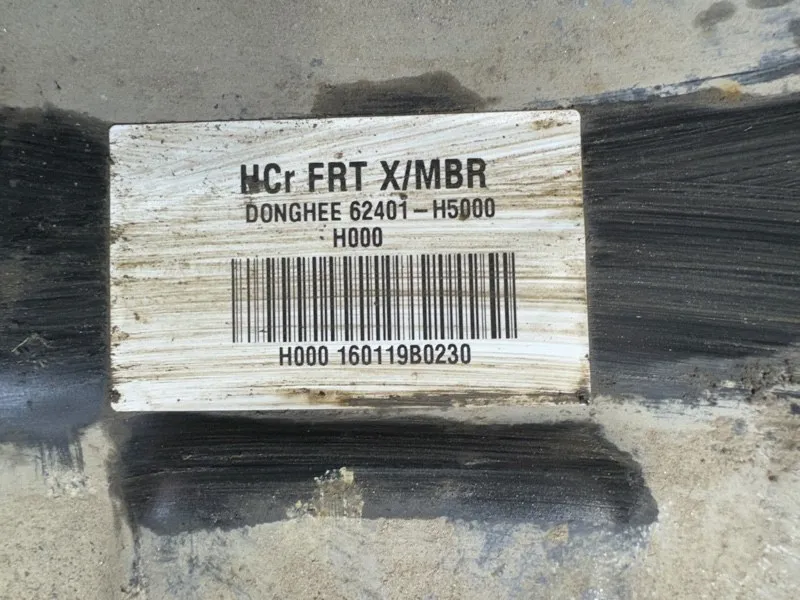 HCr FRT X/MBR
DONGHEE 62401-H5000
H000
H000 160119B0230